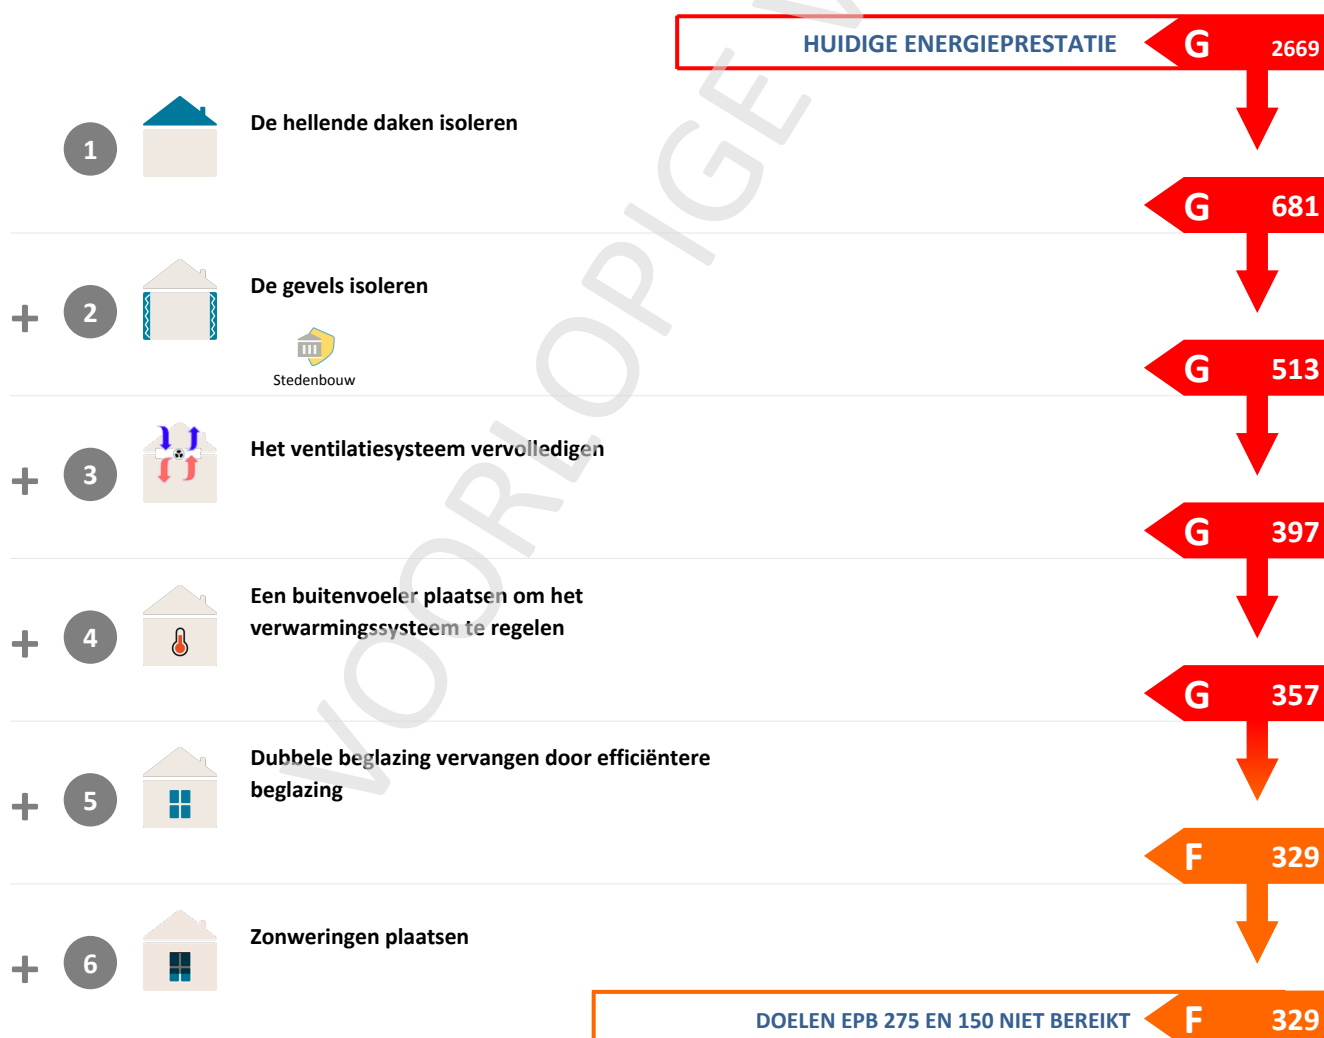 HUIDIGE ENERGIEPRESTATIE G 2669
1 De hellende daken isoleren
G 681
+ 2 De gevels isoleren
Stedenbouw
G 513
+ 3 Het ventilatiesysteem vervolledigen
G 397
+ 4 Een buitenvoeler plaatsen om het
verwarmingssysteem te regelen
G 357
+ 5 Dubbele beglazing vervangen door efficiëntere
beglazing
F 329
+ 6 Zonweringen plaatsen
DOELEN EPB 275 EN 150 NIET BEREIKT F 329
VOORLOPIGE V